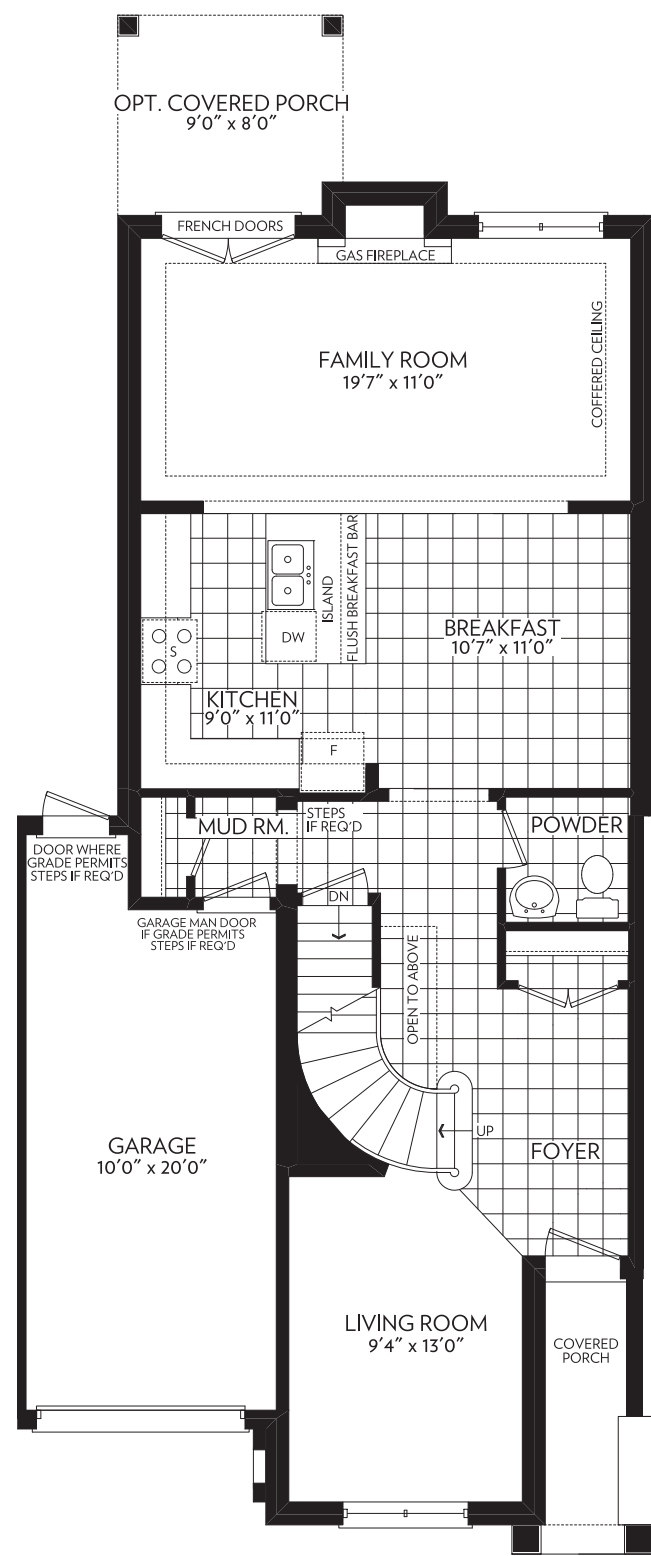 OPT. COVERED PORCH
9'0" x 8'0"
FRENCH DOORS
GAS FIREPLACE
FAMILY ROOM
19'7" x 11'0"
COFFERED CEILING
ISLAND
FLUSH BREAKFAST BAR
DW
S
BREAKFAST
10'7" x 11'0"
KITCHEN
9'0" x 11'0"
F
MUD RM.
STEPS
IF REQ'D
POWDER
DOOR WHERE
GRADE PERMITS
STEPS IF REQ'D
DN
GARAGE MAN DOOR
IF GRADE PERMITS
STEPS IF REQ'D
OPEN TO ABOVE
UP
FOYER
GARAGE
10'0" x 20'0"
LIVING ROOM
9'4" x 13'0"
COVERED
PORCH